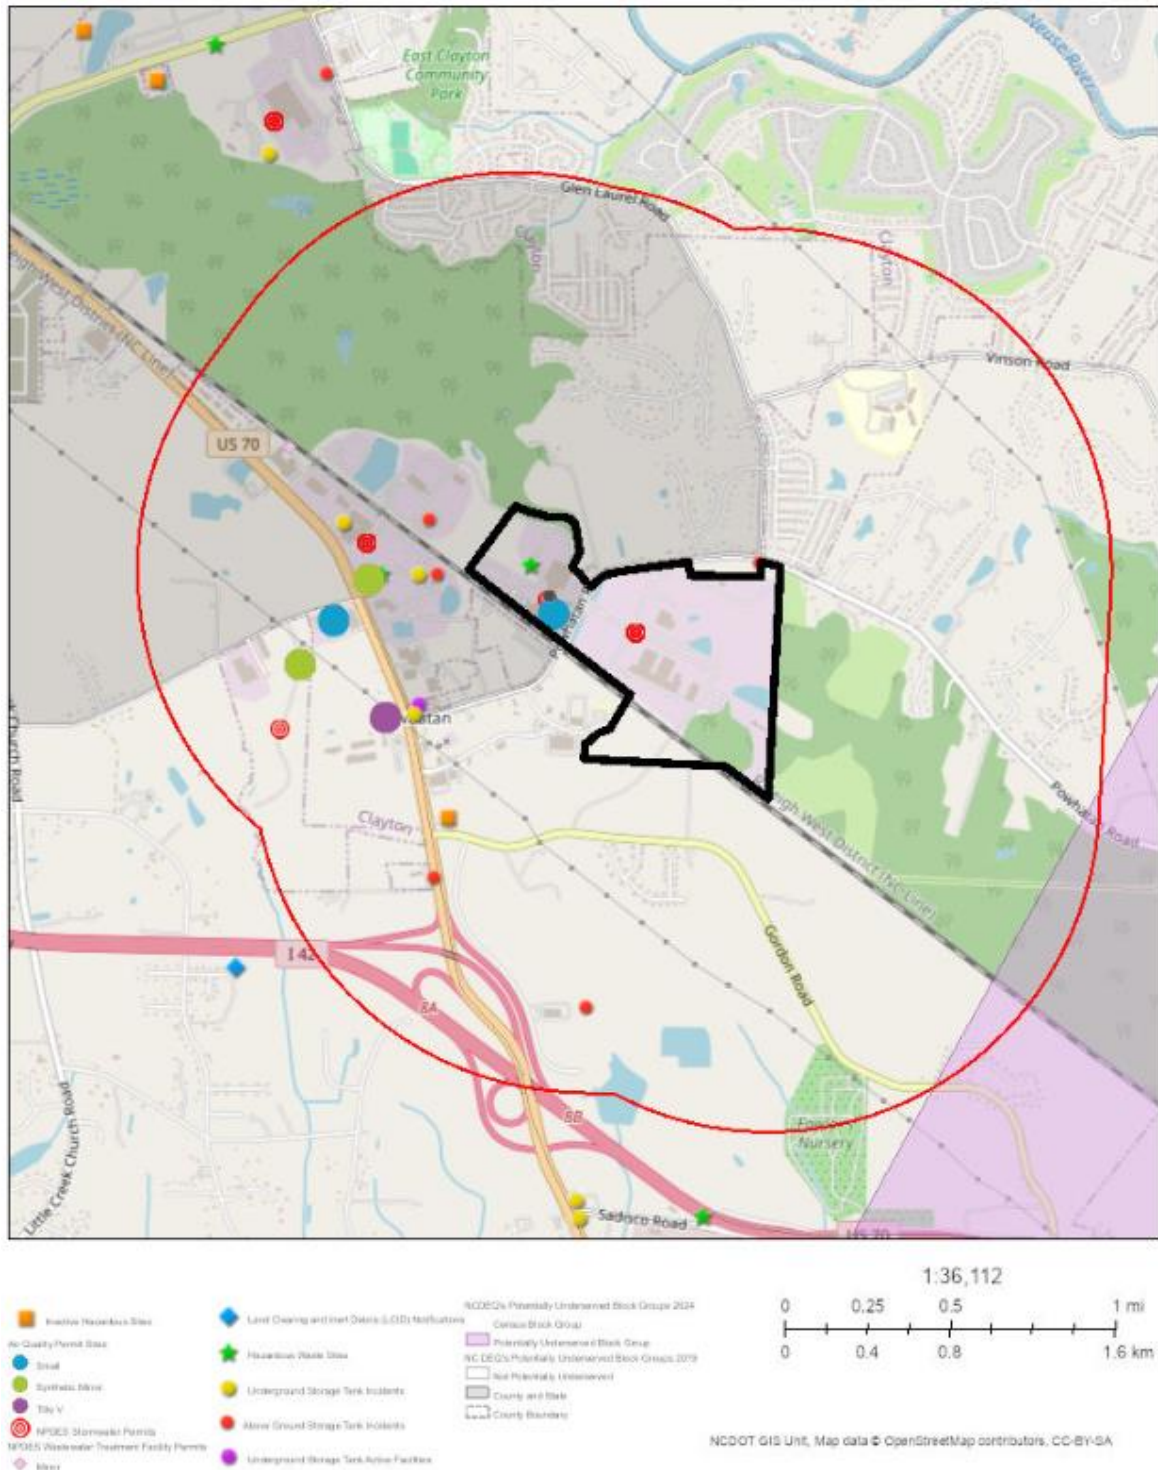 East Clayton
Community
Park
Neuse River
Glen Laurel Road
Clayton
Clayton
Vinson Road
US 70
Powhatan Road
Clayton
I 42
8A
Gordon Road
8B
Nursery
Little Creek Church Road
Sadisco Road
US 70
1:36,112
0 0.25 0.5 1 mi
0 0.4 0.8 1.6 km
Inactive Hazardous Sites
Air Quality Permit Sites
Small
Synthetic Minor
Title V
NPDES Stormwater Permits
NPDES Wastewater Treatment Facility Permits
Minor
Land Clearing and Inert Debris (LCID) Notifications
Hazardous Waste Sites
Underground Storage Tank Incidents
Above Ground Storage Tank Incidents
Underground Storage Tank Active Facilities
NCDEQ's Potentially Underserved Block Groups 2024
Census Block Group
Potentially Underserved Block Group
NC DEQ's Potentially Underserved Block Groups 2019
Not Potentially Underserved
County and State
County Boundary
NCDOT GIS Unit, Map data © OpenStreetMap contributors, CC-BY-SA